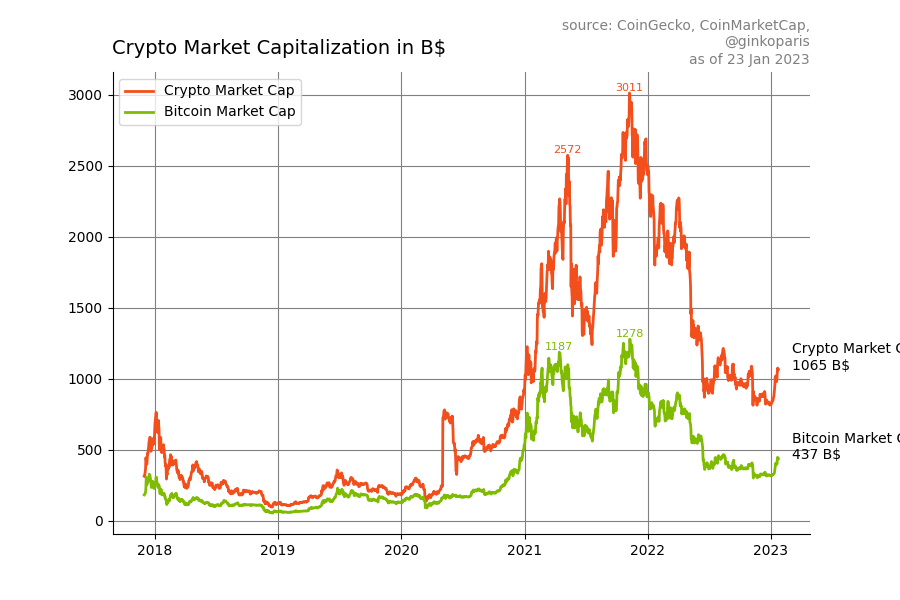 source: CoinGecko, CoinMarketCap,
@ginkoparis
as of 23 Jan 2023
Crypto Market Capitalization in B$
Crypto Market Cap
Bitcoin Market Cap
3000
2500
2000
1500
1000
500
0
3011
2572
1278
1187
Crypto Market C
1065 B$
Bitcoin Market C
437 B$
2018
2019
2020
2021
2022
2023